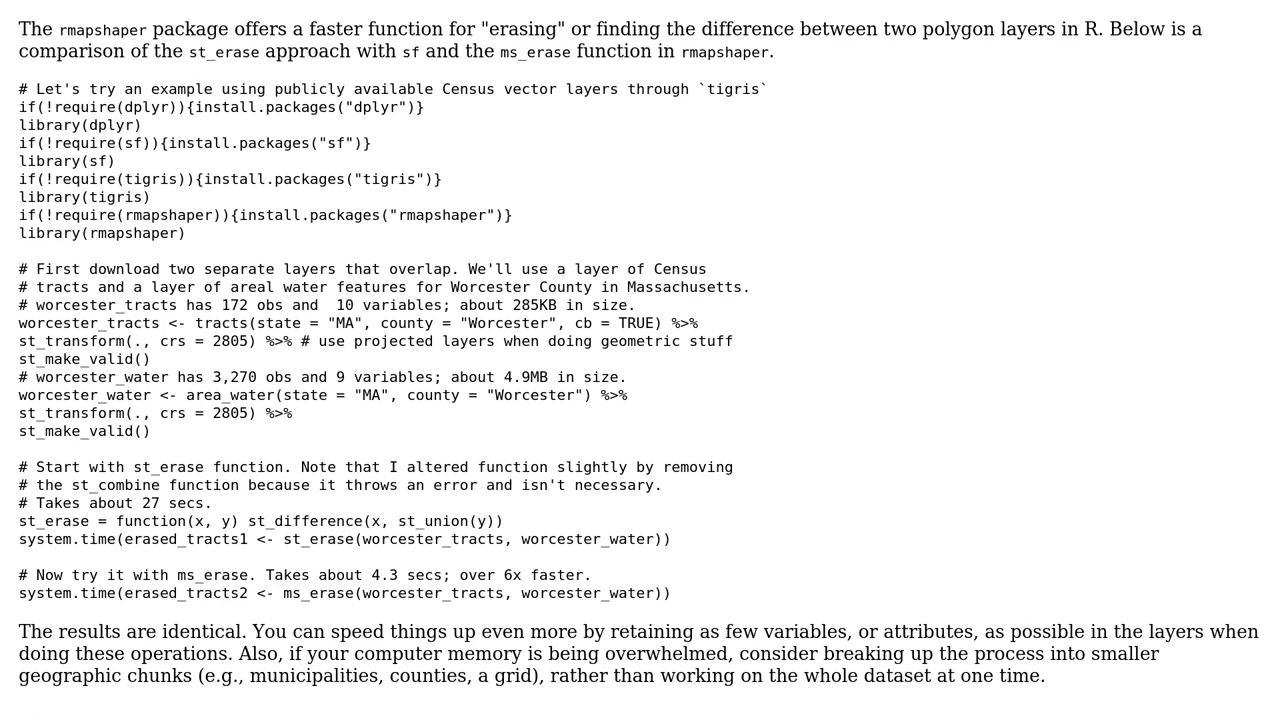 The rmapshaper package offers a faster function for "erasing" or finding the difference between two polygon layers in R. Below is a
comparison of the st_erase approach with sf and the ms_erase function in rmapshaper.
# Let's try an example using publicly available Census vector layers through `tigris`
if(!require(dplyr)){install.packages("dplyr")}
library(dplyr)
if(!require(sf)){install.packages("sf")}
library(sf)
if(!require(tigris)){install.packages("tigris")}
library(tigris)
if(!require(rmapshaper)){install.packages("rmapshaper")}
library(rmapshaper)
# First download two separate layers that overlap. We'll use a layer of Census
# tracts and a layer of areal water features for Worcester County in Massachusetts.
# worcester_tracts has 172 obs and  10 variables; about 285KB in size.
worcester_tracts <- tracts(state = "MA", county = "Worcester", cb = TRUE) %>%
st_transform(., crs = 2805) %>% # use projected layers when doing geometric stuff
st_make_valid()
# worcester_water has 3,270 obs and 9 variables; about 4.9MB in size.
worcester_water <- area_water(state = "MA", county = "Worcester") %>%
st_transform(., crs = 2805) %>%
st_make_valid()
# Start with st_erase function. Note that I altered function slightly by removing
# the st_combine function because it throws an error and isn't necessary.
# Takes about 27 secs.
st_erase = function(x, y) st_difference(x, st_union(y))
system.time(erased_tracts1 <- st_erase(worcester_tracts, worcester_water))
# Now try it with ms_erase. Takes about 4.3 secs; over 6x faster.
system.time(erased_tracts2 <- ms_erase(worcester_tracts, worcester_water))
The results are identical. You can speed things up even more by retaining as few variables, or attributes, as possible in the layers when
doing these operations. Also, if your computer memory is being overwhelmed, consider breaking up the process into smaller
geographic chunks (e.g., municipalities, counties, a grid), rather than working on the whole dataset at one time.